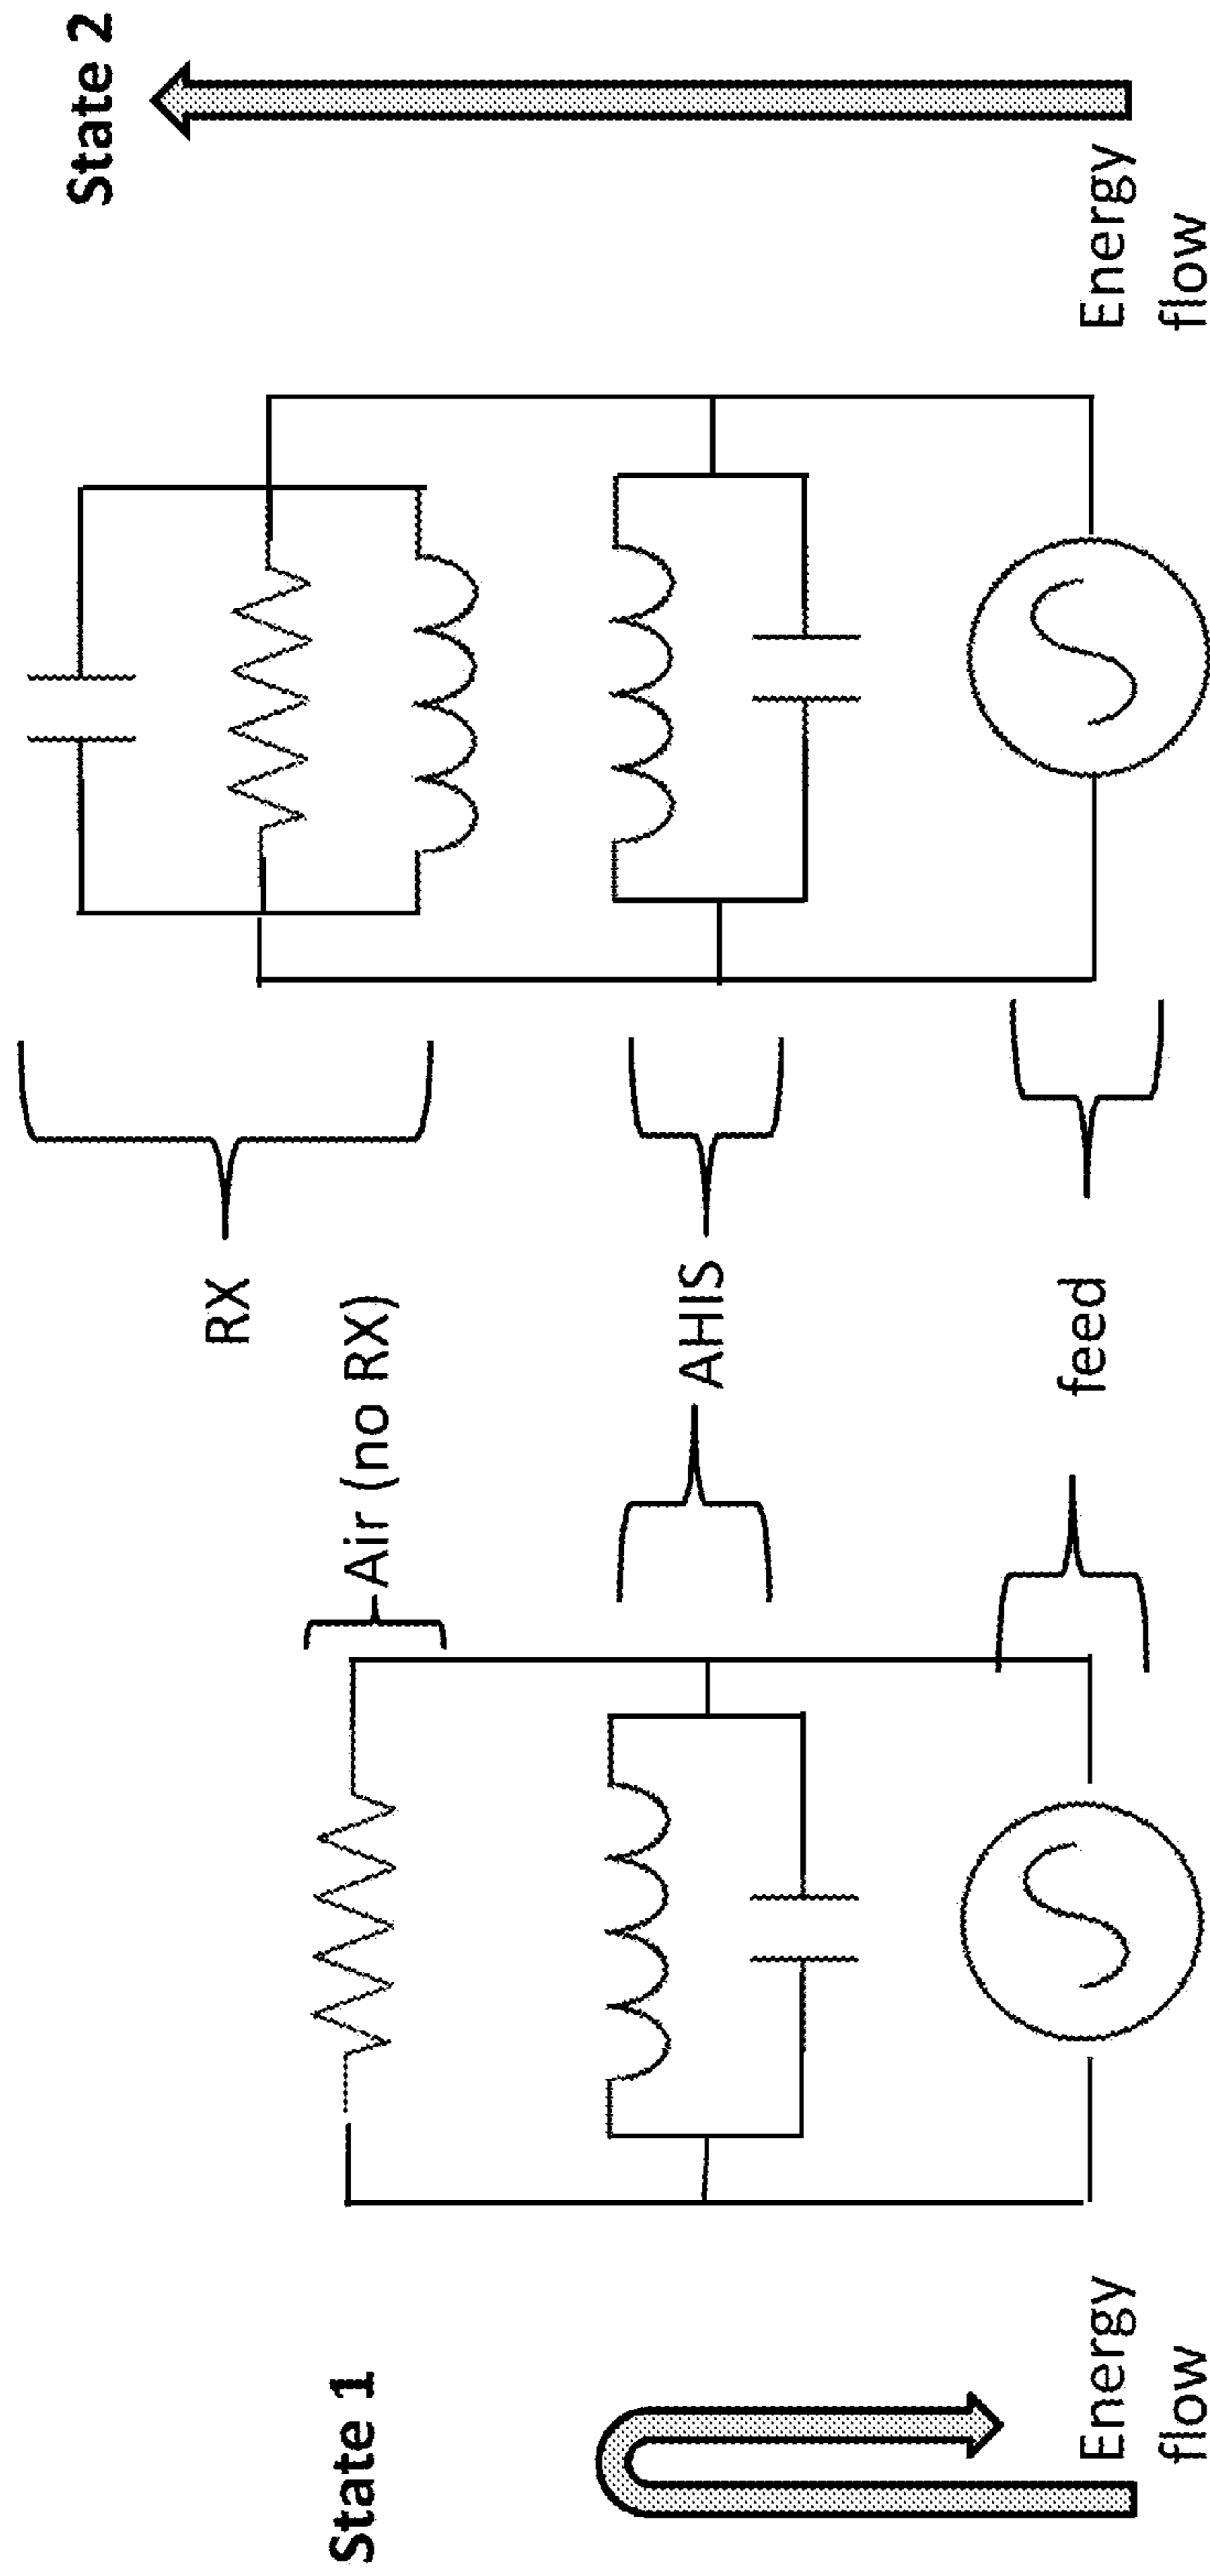 State 1
Energy
flow
Air (no RX)
RX
AHIS
feed
State 2
Energy
flow